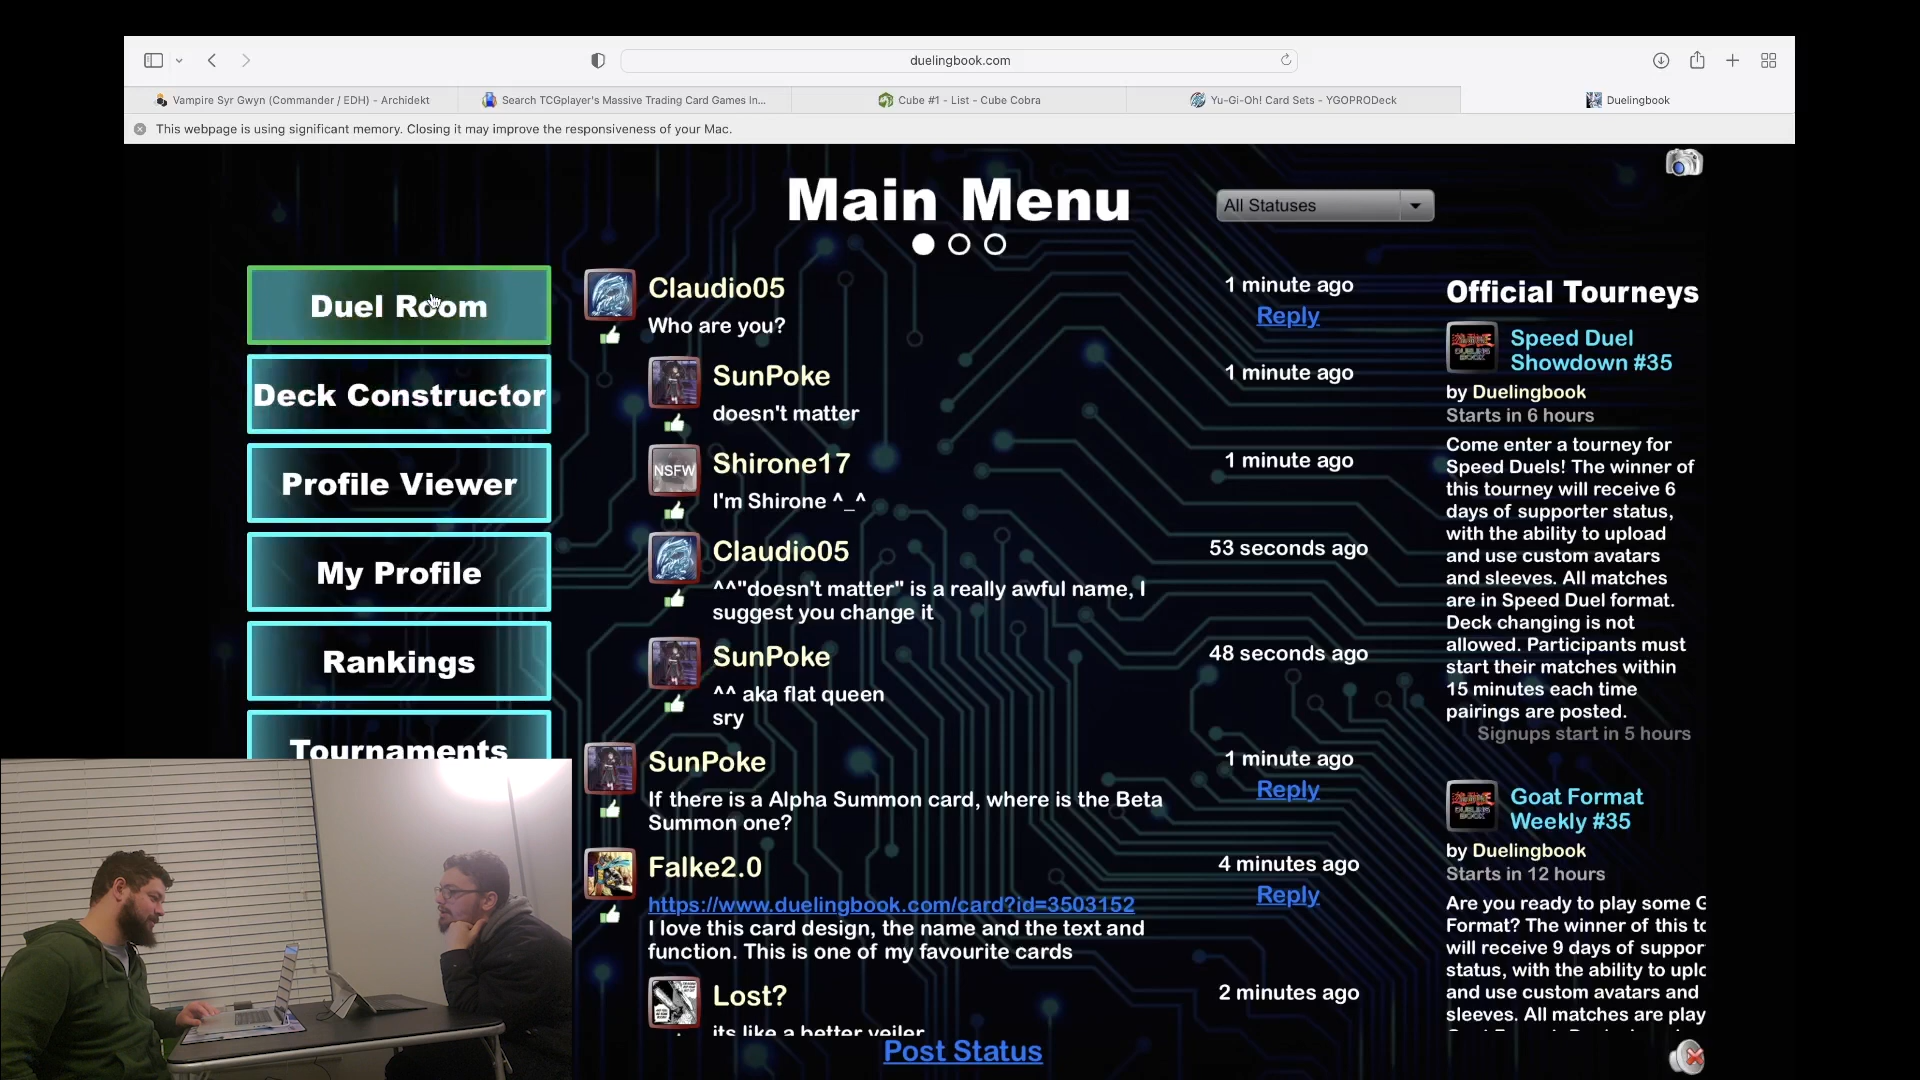 duelingbook.com
Vampire Syr Gwyn (Commander / EDH) - Archidekt
Search TCGplayer's Massive Trading Card Games In...
Cube #1 - List - Cube Cobra
Yu-Gi-Oh! Card Sets - YGOPRODeck
Duelingbook
This webpage is using significant memory. Closing it may improve the responsiveness of your Mac.
Main Menu
All Statuses
Duel Room
Deck Constructor
Profile Viewer
My Profile
Rankings
Tournaments
Claudio05
1 minute ago
Who are you?
Reply
SunPoke
1 minute ago
doesn't matter
NSFW
Shirone17
1 minute ago
I'm Shirone ^_^
Claudio05
53 seconds ago
^^"doesn't matter" is a really awful name, I
suggest you change it
SunPoke
48 seconds ago
^^ aka flat queen
sry
SunPoke
1 minute ago
Reply
If there is a Alpha Summon card, where is the Beta
Summon one?
Falke2.0
4 minutes ago
Reply
https://www.duelingbook.com/card?id=3503152
I love this card design, the name and the text and
function. This is one of my favourite cards
Lost?
2 minutes ago
its like a better veiler
Post Status
Official Tourneys
Speed Duel
Showdown #35
by Duelingbook
Starts in 6 hours
Come enter a tourney for
Speed Duels! The winner of
this tourney will receive 6
days of supporter status,
with the ability to upload
and use custom avatars
and sleeves. All matches
are in Speed Duel format.
Deck changing is not
allowed. Participants must
start their matches within
15 minutes each time
pairings are posted.
Signups start in 5 hours
Goat Format
Weekly #35
by Duelingbook
Starts in 12 hours
Are you ready to play some G
Format? The winner of this to
will receive 9 days of suppor
status, with the ability to uplo
and use custom avatars and
sleeves. All matches are play